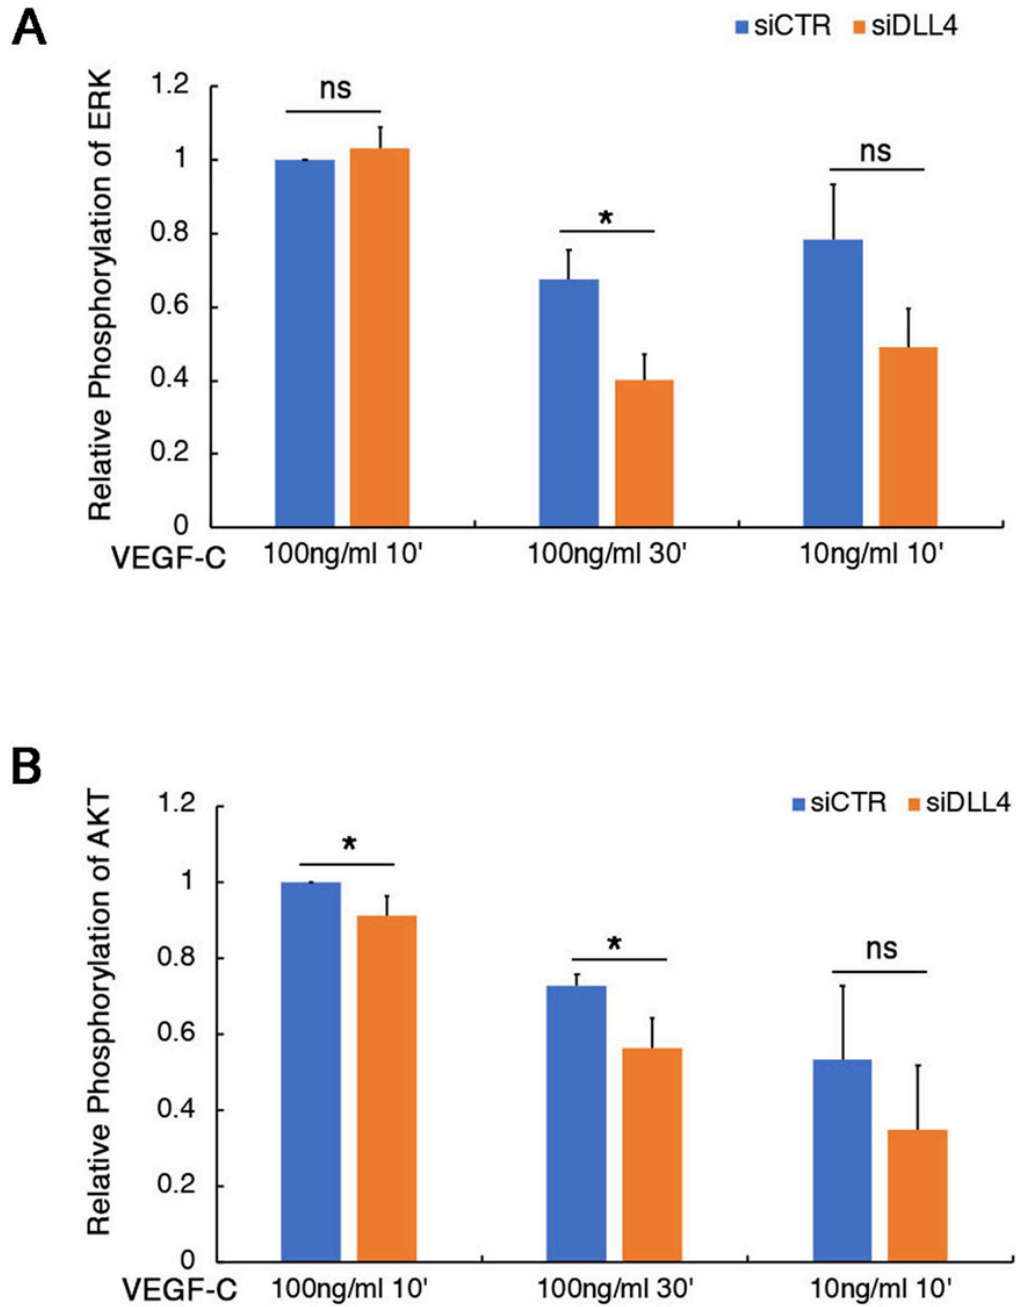 A
siCTR siDLL4
Relative Phosphorylation of ERK
1.2
1
0.8
0.6
0.4
0.2
0
ns
*
ns
VEGF-C 100ng/ml 10' 100ng/ml 30' 10ng/ml 10'
B
siCTR siDLL4
Relative Phosphorylation of AKT
1.2
1
0.8
0.6
0.4
0.2
0
*
*
ns
VEGF-C 100ng/ml 10' 100ng/ml 30' 10ng/ml 10'